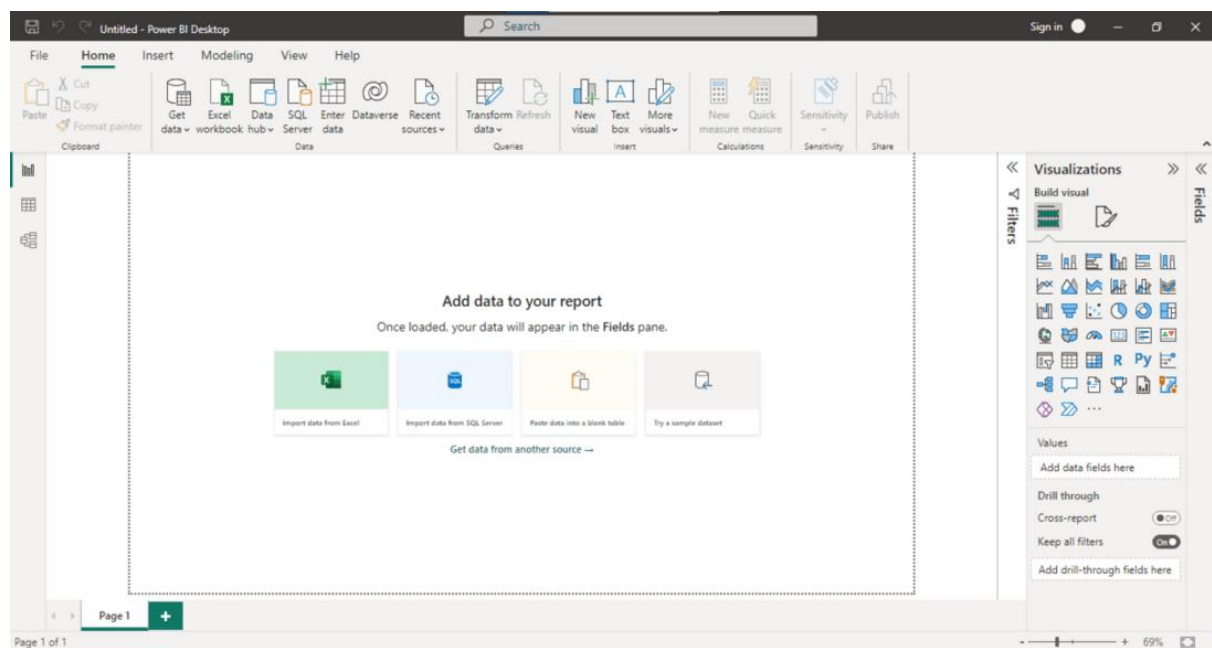 Untitled - Power BI Desktop
Search
Sign in
File Home Insert Modeling View Help
Paste
Cut
Copy
Format painter
Clipboard
Get data
Excel workbook
Data hub
SQL Server
Enter data
Dataverse
Recent sources
Data
Transform data
Refresh
Queries
New visual
Text box
More visuals
Insert
New measure
Quick measure
Calculations
Sensitivity
Sensitivity
Publish
Share
Add data to your report
Once loaded, your data will appear in the Fields pane.
SQL
Import data from Excel
Import data from SQL Server
Paste data into a blank table
Try a sample dataset
Get data from another source →
Filters
Visualizations
Build visual
123
R
Py
Values
Add data fields here
Drill through
Cross-report
Off
Keep all filters
On
Add drill-through fields here
Fields
Page 1
Page 1 of 1
69%